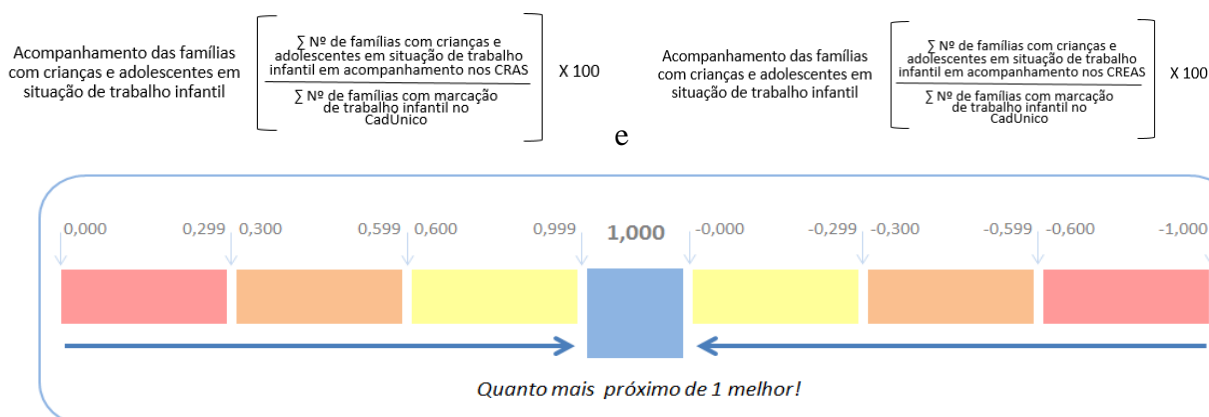 Acompanhamento das famílias
com crianças e adolescentes em
situação de trabalho infantil
∑ Nº de famílias com crianças e
adolescentes em situação de trabalho
infantil em acompanhamento nos CRAS
∑ Nº de famílias com marcação
de trabalho infantil no
CadÚnico
X 100
e
Acompanhamento das famílias
com crianças e adolescentes em
situação de trabalho infantil
∑ Nº de famílias com crianças e
adolescentes em situação de trabalho
infantil em acompanhamento nos CREAS
∑ Nº de famílias com marcação
de trabalho infantil no
CadÚnico
X 100
0,000 0,299 0,300 0,599 0,600 0,999 1,000 -0,000 -0,299 -0,300 -0,599 -0,600 -1,000
Quanto mais próximo de 1 melhor!